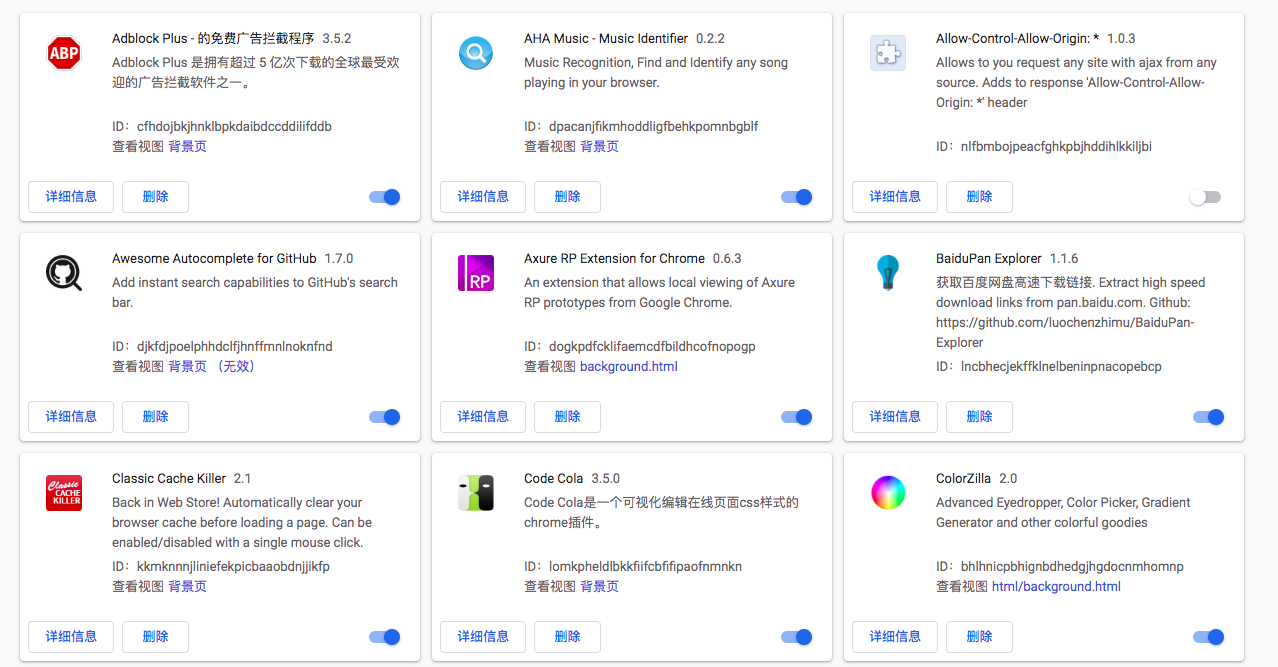 ABP
Adblock Plus - 的免费广告拦截程序 3.5.2
Adblock Plus 是拥有超过 5 亿次下载的全球最受欢
迎的广告拦截软件之一。
ID：cfhdojbkjhnklbpkdaibdccddilifddb
查看视图 背景页
详细信息 删除
AHA Music - Music Identifier 0.2.2
Music Recognition, Find and Identify any song
playing in your browser.
ID：dpacanjfikmhoddligfbehkpomnbgblf
查看视图 背景页
详细信息 删除
Allow-Control-Allow-Origin: * 1.0.3
Allows to you request any site with ajax from any
source. Adds to response 'Allow-Control-Allow-
Origin: *' header
ID：nlfbmbojpeacfghkpbjhddihlkkiljbi
详细信息 删除
Awesome Autocomplete for GitHub 1.7.0
Add instant search capabilities to GitHub's search
bar.
ID：djkfdjpoelphhdclfjhnffmnlnoknfnd
查看视图 背景页 （无效）
详细信息 删除
RP
Axure RP Extension for Chrome 0.6.3
An extension that allows local viewing of Axure
RP prototypes from Google Chrome.
ID：dogkpdfcklifaemcdfbildhcofnopogp
查看视图 background.html
详细信息 删除
BaiduPan Explorer 1.1.6
获取百度网盘高速下载链接. Extract high speed
download links from pan.baidu.com. Github:
https://github.com/luochenzhimu/BaiduPan-
Explorer
ID：lncbhecjekffklnelbeninpnacopebcp
详细信息 删除
Classic
CACHE
KILLER
Classic Cache Killer 2.1
Back in Web Store! Automatically clear your
browser cache before loading a page. Can be
enabled/disabled with a single mouse click.
ID：kkmknnnjliniefekpicbaaobdnjjikfp
查看视图 背景页
详细信息 删除
Code Cola 3.5.0
Code Cola是一个可视化编辑在线页面css样式的
chrome插件。
ID：lomkpheldlbkkfiifcbfifipaofnmnkn
查看视图 背景页
详细信息 删除
ColorZilla 2.0
Advanced Eyedropper, Color Picker, Gradient
Generator and other colorful goodies
ID：bhlhnicpbhignbdhedgjhgdocnmhomnp
查看视图 html/background.html
详细信息 删除